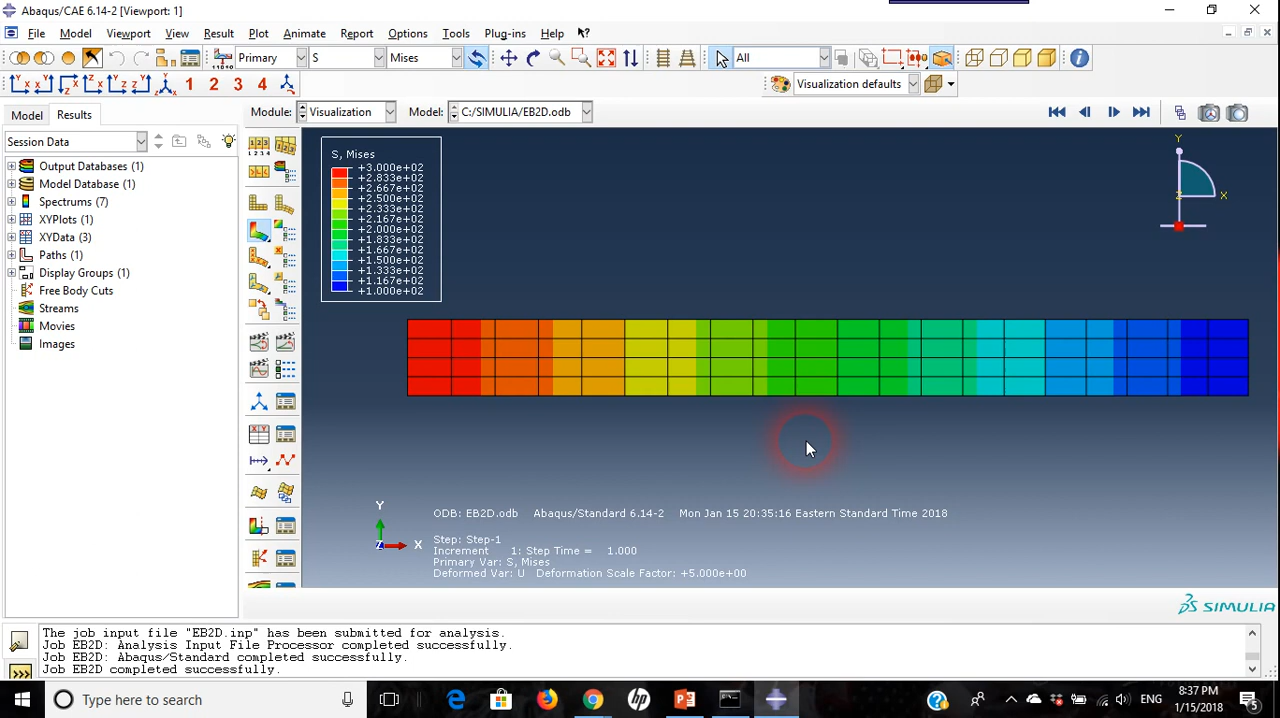 Abaqus/CAE 6.14-2 [Viewport: 1]
File Model Viewport View Result Plot Animate Report Options Tools Plug-ins Help
Primary S Mises All
1 2 3 4 Visualization defaults
Model Results Module: Visualization Model: C:/SIMULIA/EB2D.odb
Session Data
Output Databases (1)
Model Database (1)
Spectrums (7)
XYPlots (1)
XYData (3)
Paths (1)
Display Groups (1)
Free Body Cuts
Streams
Movies
Images
S, Mises
+3.000e+02
+2.833e+02
+2.667e+02
+2.500e+02
+2.333e+02
+2.167e+02
+2.000e+02
+1.833e+02
+1.667e+02
+1.500e+02
+1.333e+02
+1.167e+02
+1.000e+02
Y
Z X
Y
Z X
ODB: EB2D.odb Abaqus/Standard 6.14-2 Mon Jan 15 20:35:16 Eastern Standard Time 2018
Step: Step-1
Increment 1: Step Time = 1.000
Primary Var: S, Mises
Deformed Var: U Deformation Scale Factor: +5.000e+00
SIMULIA
The job input file "EB2D.inp" has been submitted for analysis.
Job EB2D: Analysis Input File Processor completed successfully.
Job EB2D: Abaqus/Standard completed successfully.
Job EB2D completed successfully.
>>>
Type here to search
ENG
8:37 PM
1/15/2018